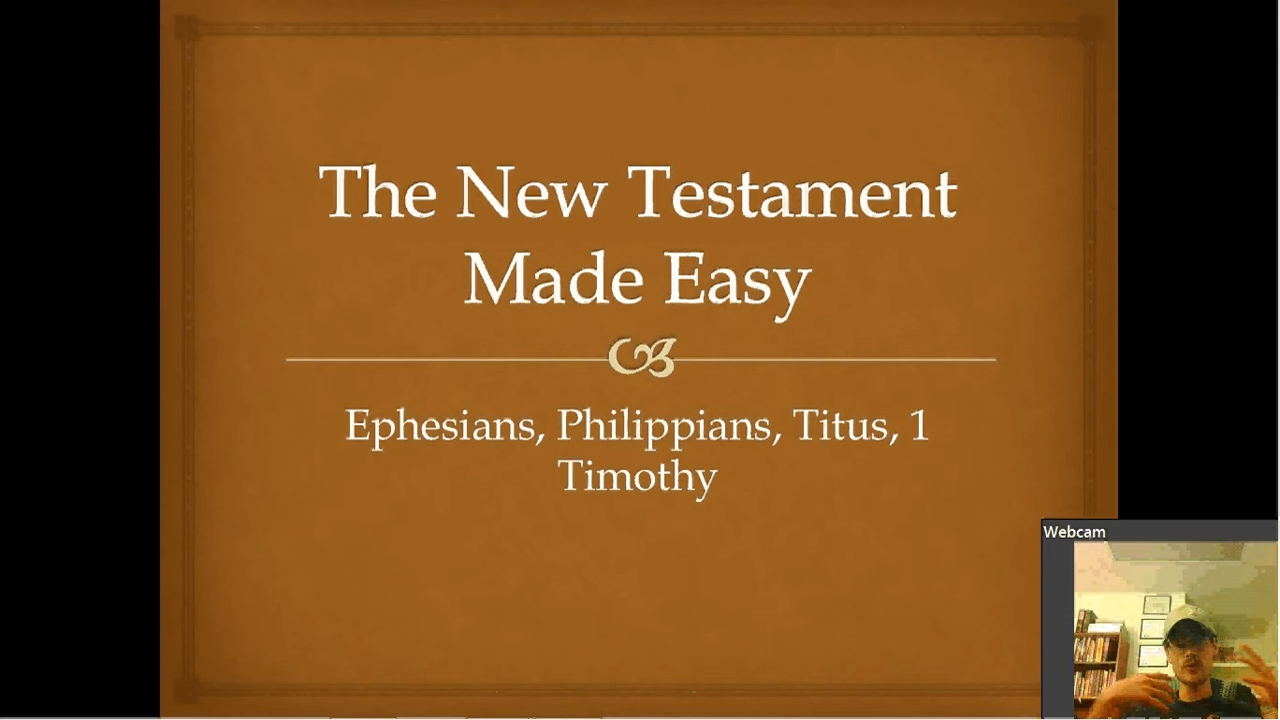 The New Testament
Made Easy
Ephesians, Philippians, Titus, 1
Timothy
Webcam